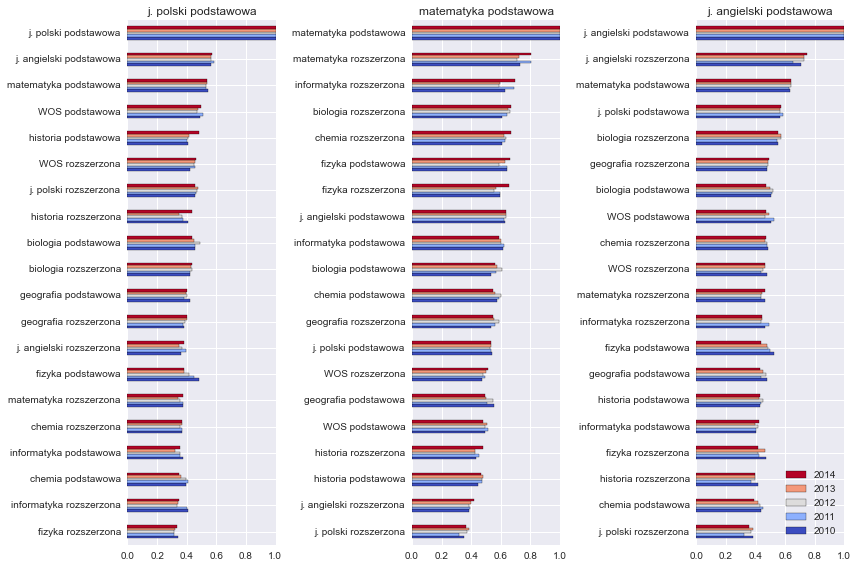 j. polski podstawowa
j. polski podstawowa
j. angielski podstawowa
matematyka podstawowa
WOS podstawowa
historia podstawowa
WOS rozszerzona
j. polski rozszerzona
historia rozszerzona
biologia podstawowa
biologia rozszerzona
geografia podstawowa
geografia rozszerzona
j. angielski rozszerzona
fizyka podstawowa
matematyka rozszerzona
chemia rozszerzona
informatyka podstawowa
chemia podstawowa
informatyka rozszerzona
fizyka rozszerzona
0.0 0.2 0.4 0.6 0.8 1.0
matematyka podstawowa
matematyka podstawowa
matematyka rozszerzona
informatyka rozszerzona
biologia rozszerzona
chemia rozszerzona
fizyka podstawowa
fizyka rozszerzona
j. angielski podstawowa
informatyka podstawowa
biologia podstawowa
chemia podstawowa
geografia rozszerzona
j. polski podstawowa
WOS rozszerzona
geografia podstawowa
WOS podstawowa
historia rozszerzona
historia podstawowa
j. angielski rozszerzona
j. polski rozszerzona
0.0 0.2 0.4 0.6 0.8 1.0
j. angielski podstawowa
j. angielski podstawowa
j. angielski rozszerzona
matematyka podstawowa
j. polski podstawowa
biologia rozszerzona
geografia rozszerzona
biologia podstawowa
WOS podstawowa
chemia rozszerzona
WOS rozszerzona
matematyka rozszerzona
informatyka rozszerzona
fizyka podstawowa
geografia podstawowa
historia podstawowa
informatyka podstawowa
fizyka rozszerzona
historia rozszerzona
chemia podstawowa
j. polski rozszerzona
2014
2013
2012
2011
2010
0.0 0.2 0.4 0.6 0.8 1.0